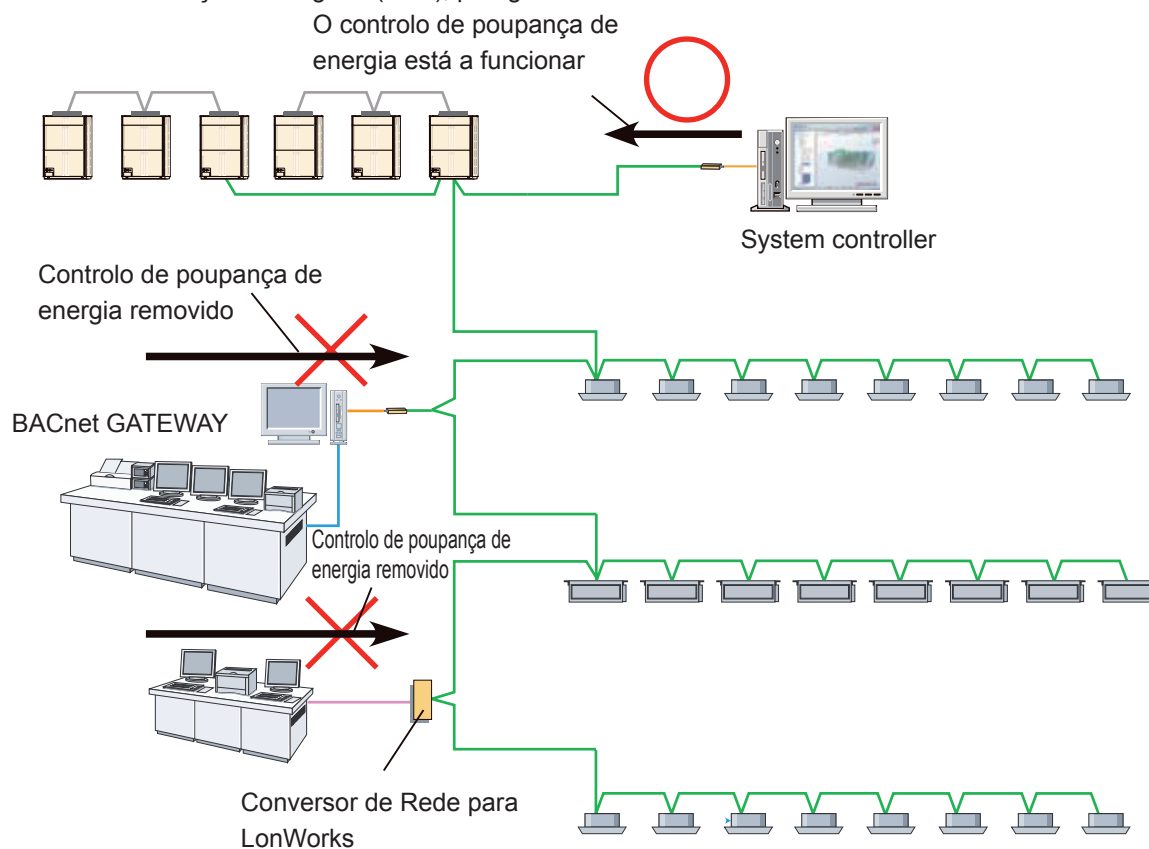 O controlo de poupança de
energia está a funcionar
System controller
Controlo de poupança de
energia removido
BACnet GATEWAY
Controlo de poupança de
energia removido
Conversor de Rede para
LonWorks